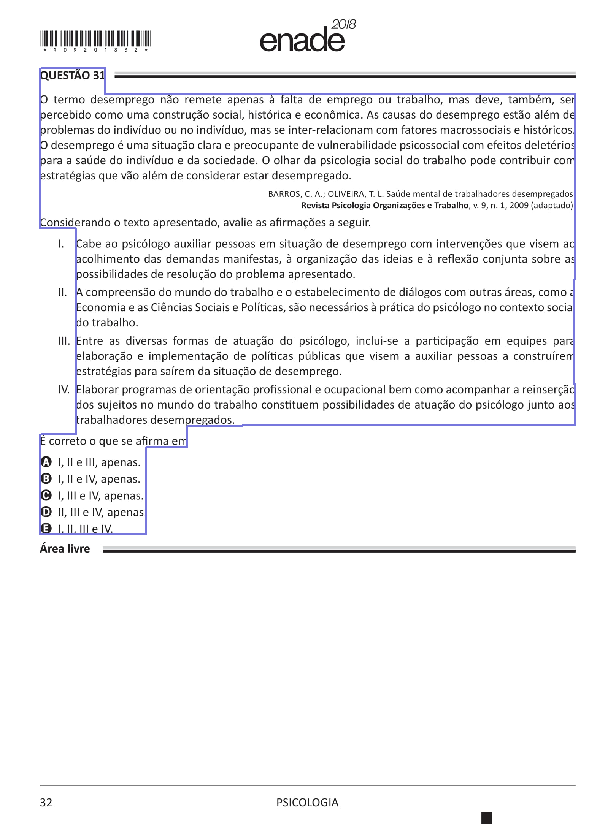 *R0920183 2*
enade 2018
QUESTÃO 31
O termo desemprego não remete apenas à falta de emprego ou trabalho, mas deve, também, ser
percebido como uma construção social, histórica e econômica. As causas do desemprego estão além de
problemas do indivíduo ou no indivíduo, mas se inter-relacionam com fatores macrossociais e históricos.
O desemprego é uma situação clara e preocupante de vulnerabilidade psicossocial com efeitos deletérios
para a saúde do indivíduo e da sociedade. O olhar da psicologia social do trabalho pode contribuir com
estratégias que vão além de considerar estar desempregado.
BARROS, C. A.; OLIVEIRA, T. L. Saúde mental de trabalhadores desempregados.
Revista Psicologia Organizações e Trabalho, v. 9, n. 1, 2009 (adaptado).
Considerando o texto apresentado, avalie as afirmações a seguir.
I. Cabe ao psicólogo auxiliar pessoas em situação de desemprego com intervenções que visem ao
acolhimento das demandas manifestas, à organização das ideias e à reflexão conjunta sobre as
possibilidades de resolução do problema apresentado.
II. A compreensão do mundo do trabalho e o estabelecimento de diálogos com outras áreas, como a
Economia e as Ciências Sociais e Políticas, são necessários à prática do psicólogo no contexto social
do trabalho.
III. Entre as diversas formas de atuação do psicólogo, inclui-se a participação em equipes para
elaboração e implementação de políticas públicas que visem a auxiliar pessoas a construírem
estratégias para saírem da situação de desemprego.
IV. Elaborar programas de orientação profissional e ocupacional bem como acompanhar a reinserção
dos sujeitos no mundo do trabalho constituem possibilidades de atuação do psicólogo junto aos
trabalhadores desempregados.
É correto o que se afirma em
A I, II e III, apenas.
B I, II e IV, apenas.
C I, III e IV, apenas.
D II, III e IV, apenas
E I, II, III e IV.
Área livre
32
PSICOLOGIA